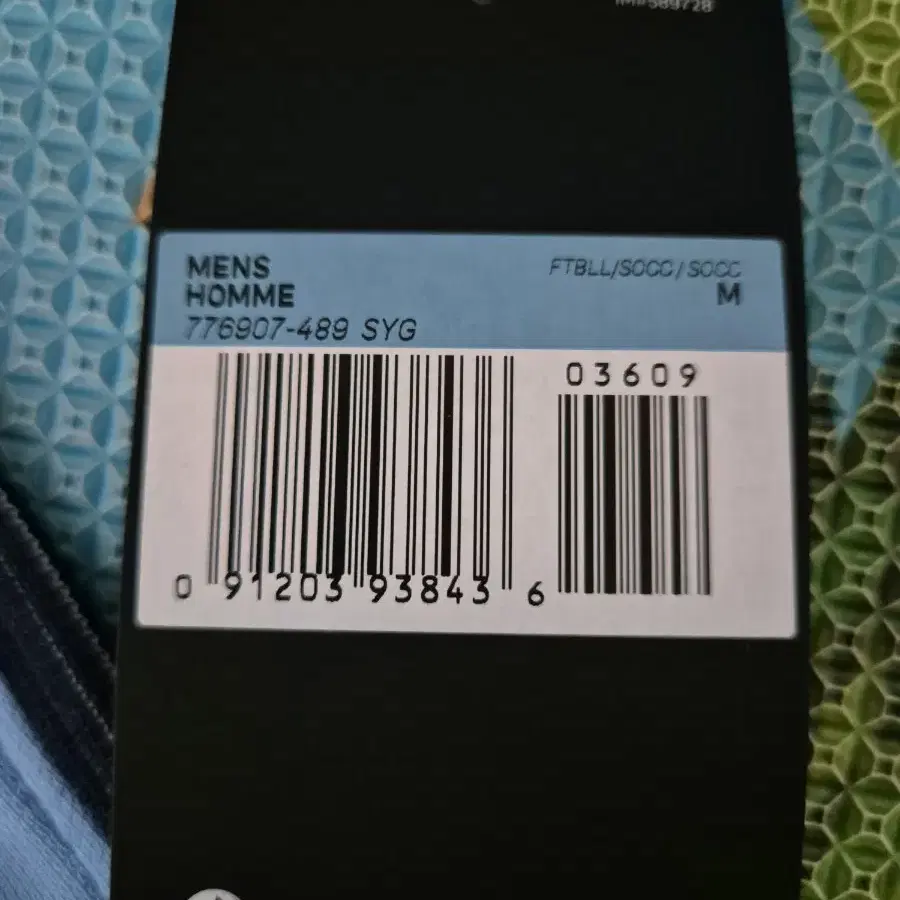 MENS
HOMME
FTBLL/SOCC/SOCC
M
776907-489 SYG
03609
0 91203 93843 6